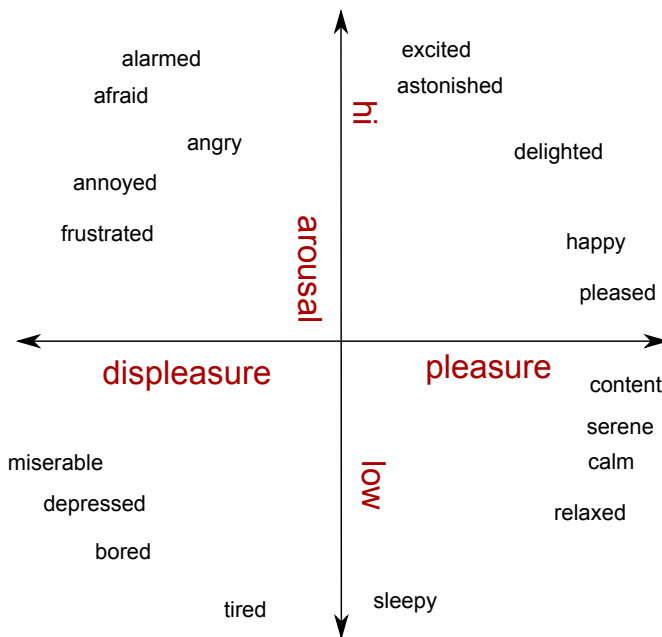 excited
alarmed
astonished
afraid
hi
angry
delighted
annoyed
frustrated
happy
arousal
pleased
displeasure
pleasure
content
serene
miserable
calm
low
depressed
relaxed
bored
sleepy
tired